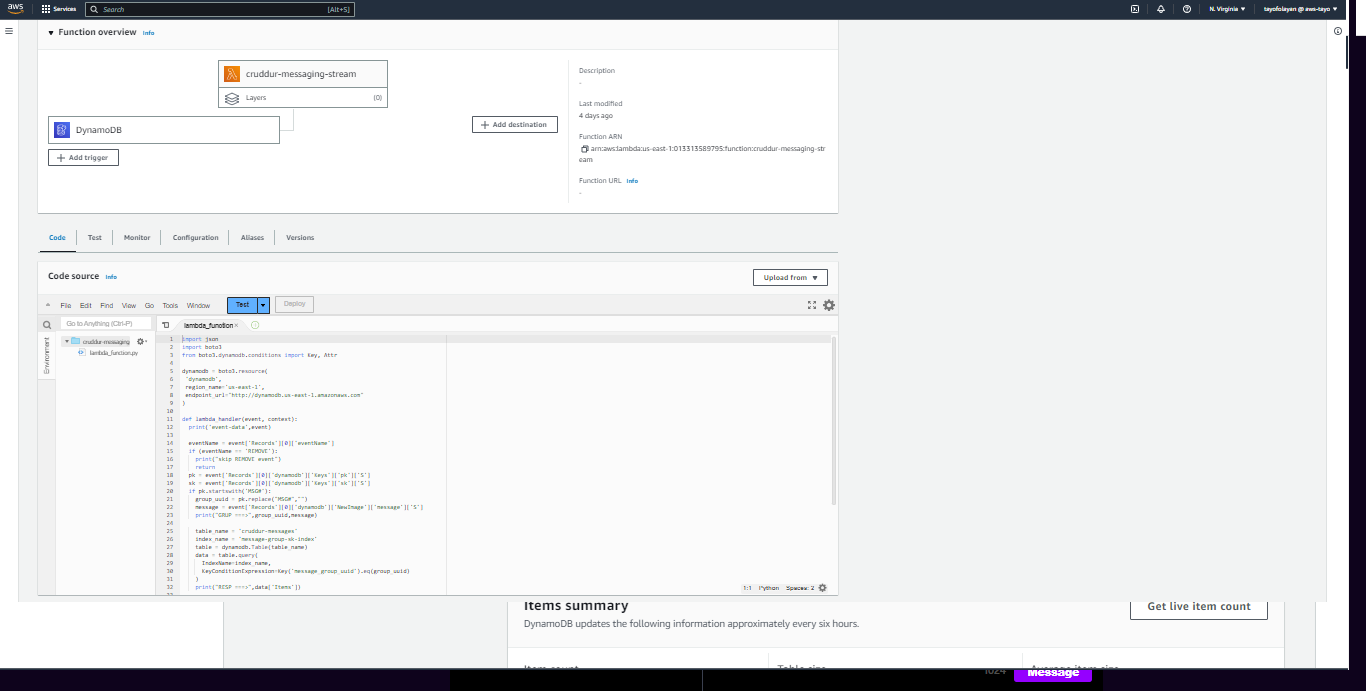 aws
Services
Search
[Alt+S]
N. Virginia
tayofolayan @ aws-tayo
Function overview Info
cruddur-messaging-stream
Layers
(0)
DynamoDB
Add trigger
Add destination
Description
-
Last modified
4 days ago
Function ARN
arn:aws:lambda:us-east-1:013313589795:function:cruddur-messaging-str
eam
Function URL Info
-
Code
Test
Monitor
Configuration
Aliases
Versions
Code source Info
Upload from
File Edit Find View Go Tools Window
Test
Deploy
Go to Anything (Ctrl-P)
lambda_function
Environment
cruddur-messaging
lambda_function.py
1 import json
2 import boto3
3 from boto3.dynamodb.conditions import Key, Attr
4
5 dynamodb = boto3.resource(
6 'dynamodb',
7 region_name='us-east-1',
8 endpoint_url="http://dynamodb.us-east-1.amazonaws.com"
9 )
10
11 def lambda_handler(event, context):
12 print('event-data',event)
13
14 eventName = event['Records'][0]['eventName']
15 if (eventName == 'REMOVE'):
16 print("skip REMOVE event")
17 return
18 pk = event['Records'][0]['dynamodb']['Keys']['pk']['S']
19 sk = event['Records'][0]['dynamodb']['Keys']['sk']['S']
20 if pk.startswith('MSG#'):
21 group_uuid = pk.replace("MSG#","")
22 message = event['Records'][0]['dynamodb']['NewImage']['message']['S']
23 print("GRUP ===>",group_uuid,message)
24
25 table_name = 'cruddur-messages'
26 index_name = 'message-group-sk-index'
27 table = dynamodb.Table(table_name)
28 data = table.query(
29 IndexName=index_name,
30 KeyConditionExpression=Key('message_group_uuid').eq(group_uuid)
31 )
32 print("RESP ===>",data['Items'])
1:1 Python Spaces: 2
Items summary
Get live item count
DynamoDB updates the following information approximately every six hours.
Item count
Table size
Average item size
1024
Message